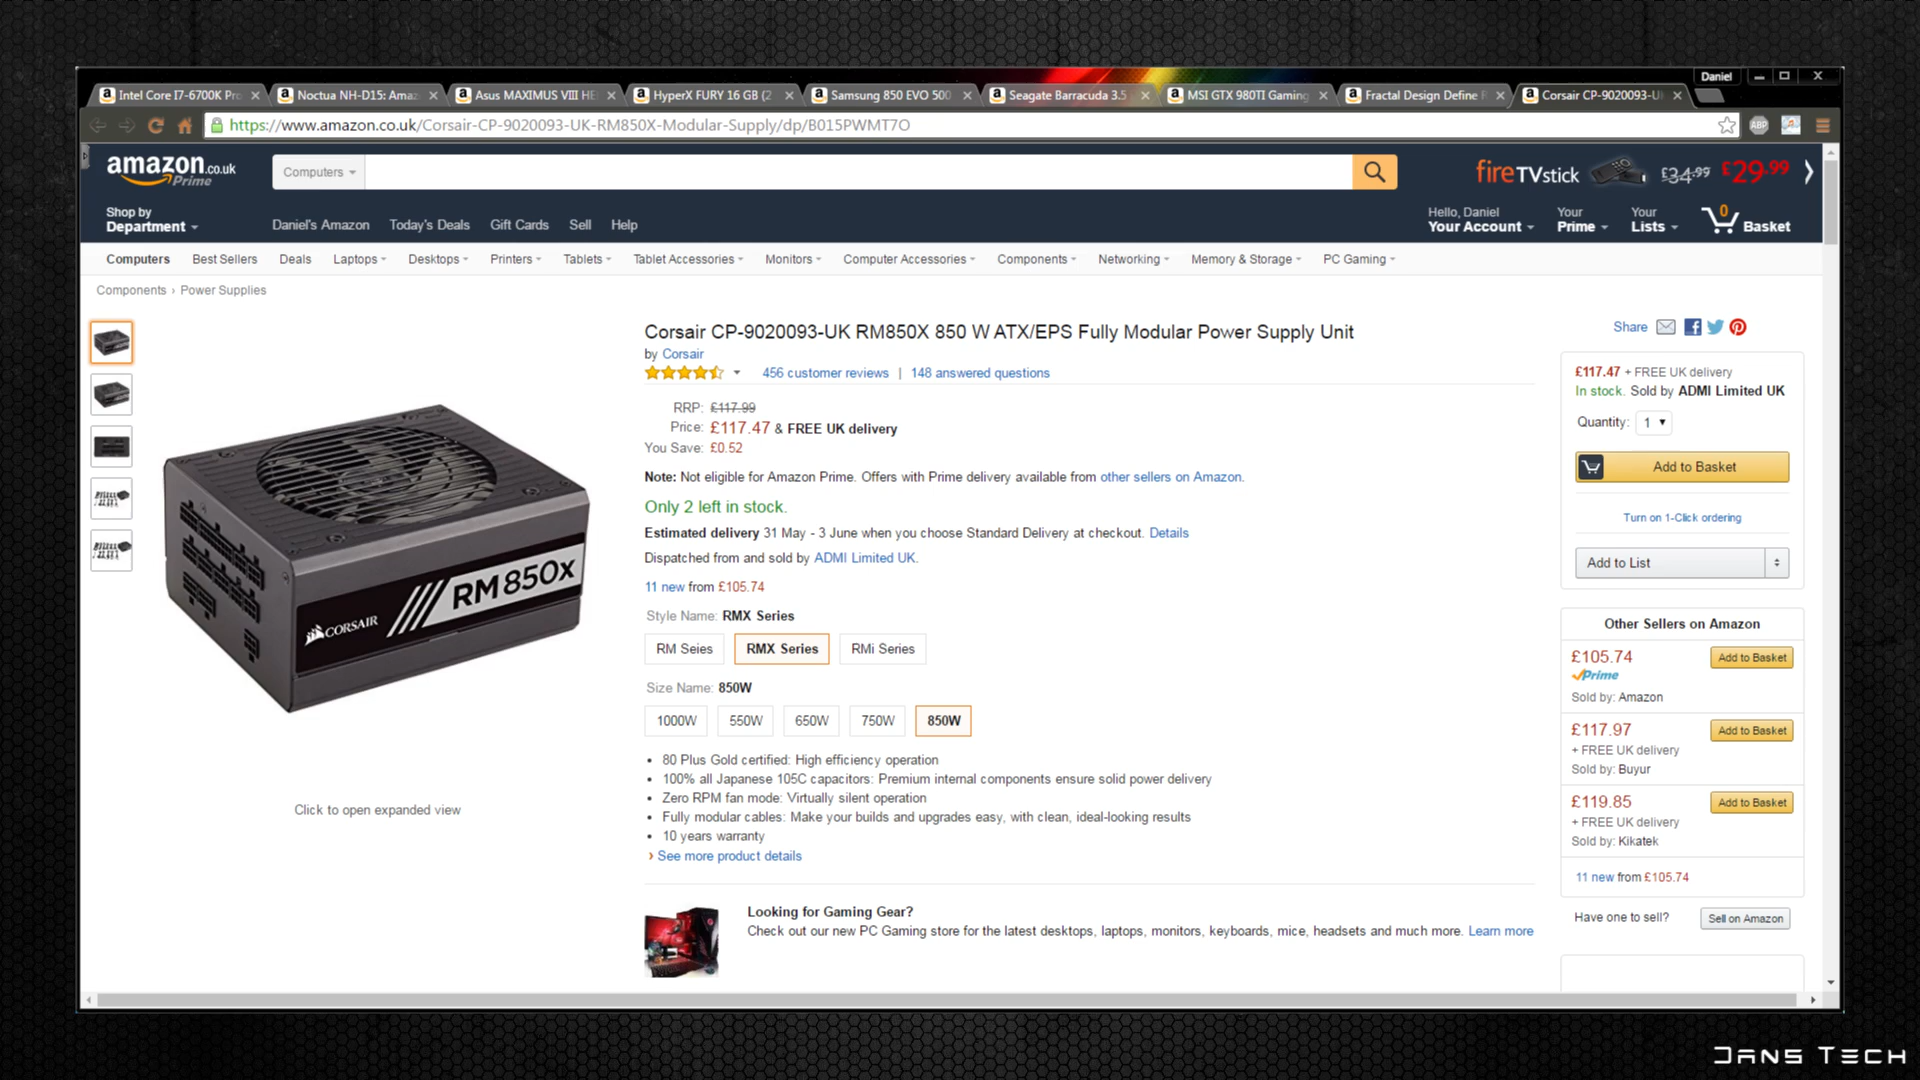 Daniel
Intel Core I7-6700K Pro
Noctua NH-D15: Amaz
Asus MAXIMUS VIII HE
HyperX FURY 16 GB (2
Samsung 850 EVO 500
Seagate Barracuda 3.5
MSI GTX 980TI Gaming
Fractal Design Define R
Corsair CP-9020093-U
https://www.amazon.co.uk/Corsair-CP-9020093-UK-RM850X-Modular-Supply/dp/B015PWMT7O
ABP
amazon.co.uk
Prime
Computers
fireTVstick £34.99 £29.99
Shop by
Department
Daniel's Amazon Today's Deals Gift Cards Sell Help
Hello, Daniel
Your Account
Your
Prime
Your
Lists
0
Basket
Computers Best Sellers Deals Laptops Desktops Printers Tablets Tablet Accessories Monitors Computer Accessories Components Networking Memory & Storage PC Gaming
Components › Power Supplies
CORSAIR
RM850x
Click to open expanded view
Corsair CP-9020093-UK RM850X 850 W ATX/EPS Fully Modular Power Supply Unit
by Corsair
456 customer reviews | 148 answered questions
RRP: £117.99
Price: £117.47 & FREE UK delivery
You Save: £0.52
Note: Not eligible for Amazon Prime. Offers with Prime delivery available from other sellers on Amazon.
Only 2 left in stock.
Estimated delivery 31 May - 3 June when you choose Standard Delivery at checkout. Details
Dispatched from and sold by ADMI Limited UK.
11 new from £105.74
Style Name: RMX Series
RM Seies RMX Series RMi Series
Size Name: 850W
1000W 550W 650W 750W 850W
• 80 Plus Gold certified: High efficiency operation
• 100% all Japanese 105C capacitors: Premium internal components ensure solid power delivery
• Zero RPM fan mode: Virtually silent operation
• Fully modular cables: Make your builds and upgrades easy, with clean, ideal-looking results
• 10 years warranty
› See more product details
Looking for Gaming Gear?
Check out our new PC Gaming store for the latest desktops, laptops, monitors, keyboards, mice, headsets and much more. Learn more
Share
£117.47 + FREE UK delivery
In stock. Sold by ADMI Limited UK
Quantity: 1
Add to Basket
Turn on 1-Click ordering
Add to List
Other Sellers on Amazon
£105.74 Add to Basket
Prime
Sold by: Amazon
£117.97 Add to Basket
+ FREE UK delivery
Sold by: Buyur
£119.85 Add to Basket
+ FREE UK delivery
Sold by: Kikatek
11 new from £105.74
Have one to sell? Sell on Amazon
DANS TECH